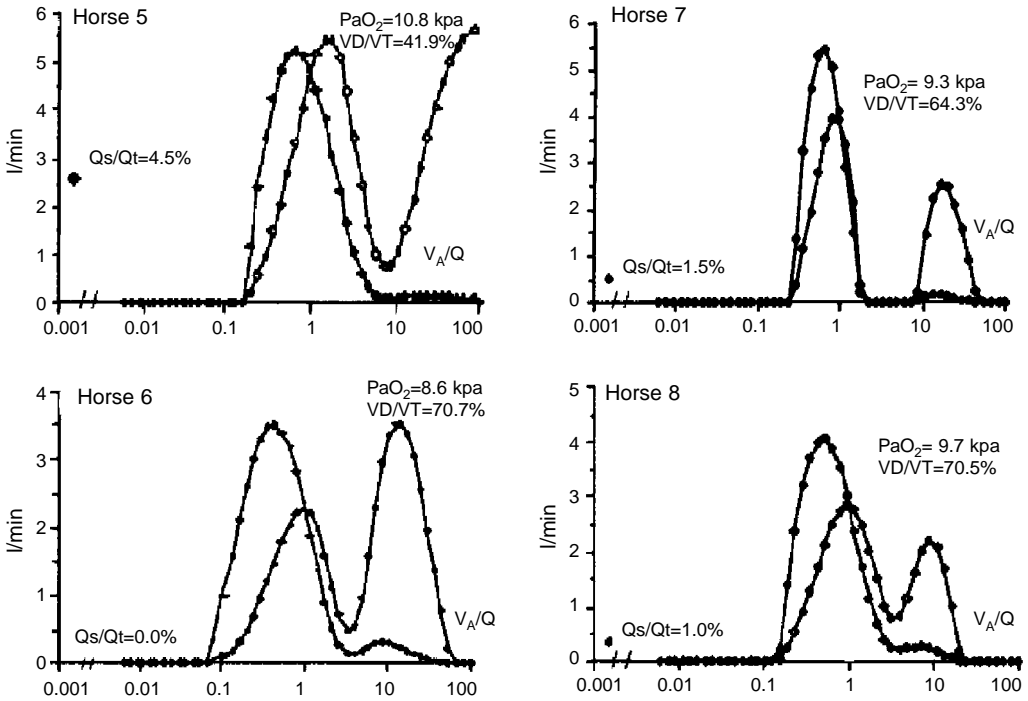 Horse 5
PaO2=10.8 kpa
VD/VT=41.9%
6
5
4
3
2
1
0
l/min
Qs/Qt=4.5%
VA/Q
0.001
0.01
0.1
1
10
100
Horse 7
PaO2= 9.3 kpa
VD/VT=64.3%
6
5
4
3
2
1
0
l/min
Qs/Qt=1.5%
VA/Q
0.001
0.01
0.1
1
10
100
Horse 6
PaO2=8.6 kpa
VD/VT=70.7%
4
3
2
1
0
l/min
Qs/Qt=0.0%
VA/Q
0.001
0.01
0.1
1
10
100
Horse 8
PaO2= 9.7 kpa
VD/VT=70.5%
5
4
3
2
1
0
l/min
Qs/Qt=1.0%
VA/Q
0.001
0.01
0.1
1
10
100